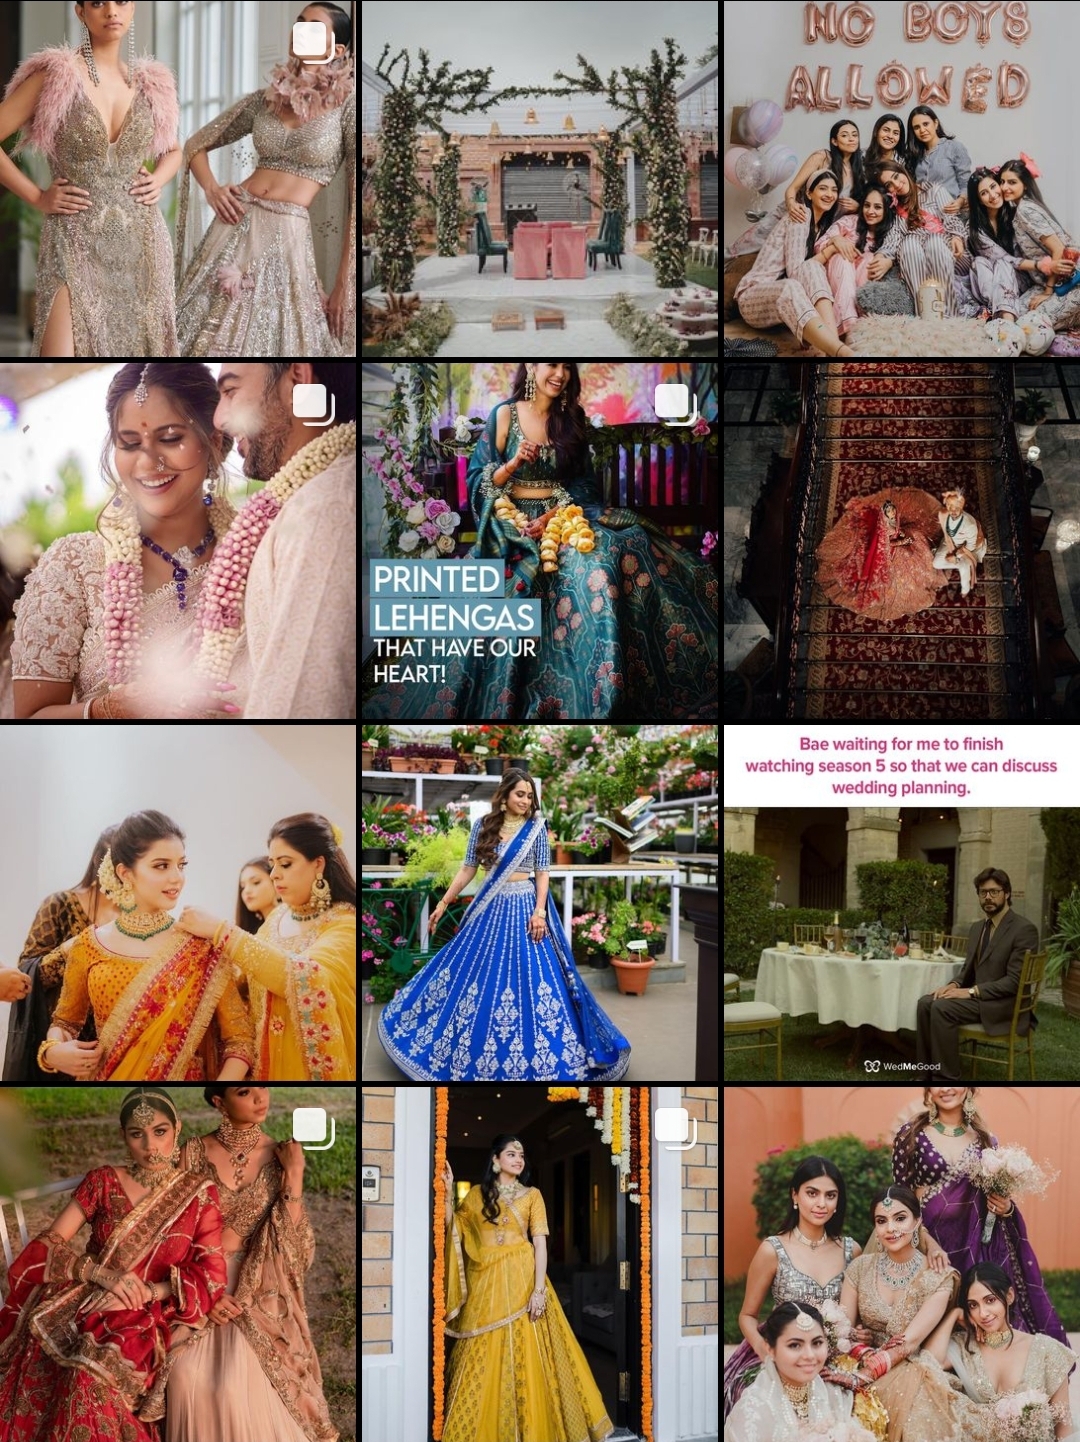 NO BOYS
ALLOWED
PRINTED
LEHENGAS
THAT HAVE OUR
HEART!
Bae waiting for me to finish
watching season 5 so that we can discuss
wedding planning.
WedMeGood